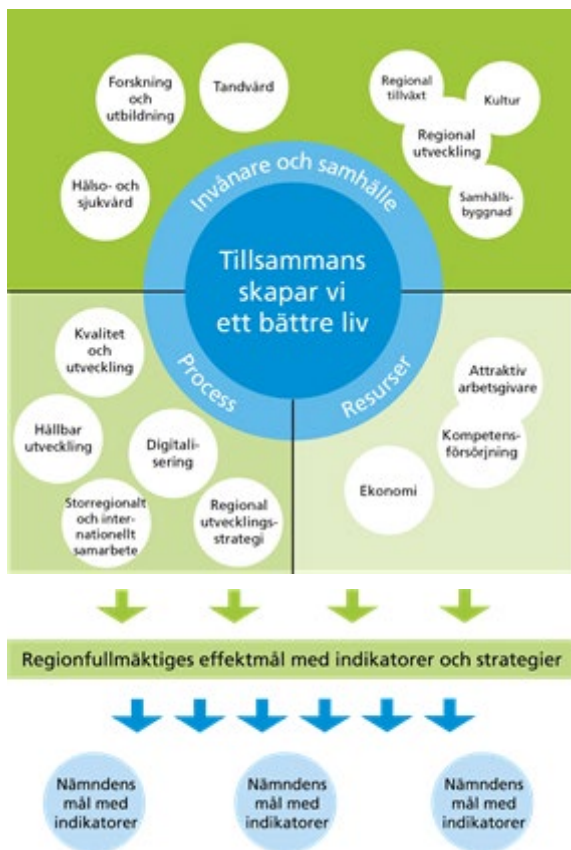 Forskning
och
utbildning
Tandvård
Hälso- och
sjukvård
Regional
tillväxt
Kultur
Regional
utveckling
Samhälls-
byggnad
Invånare och samhälle
Tillsammans
skapar vi
ett bättre liv
Process
Resurser
Kvalitet
och
utveckling
Hållbar
utveckling
Digitali-
sering
Storregionalt
och inter-
nationellt
samarbete
Regional
utvecklings-
strategi
Attraktiv
arbetsgivare
Kompetens-
försörjning
Ekonomi
Regionfullmäktiges effektmål med indikatorer och strategier
Nämndens
mål med
indikatorer
Nämndens
mål med
indikatorer
Nämndens
mål med
indikatorer